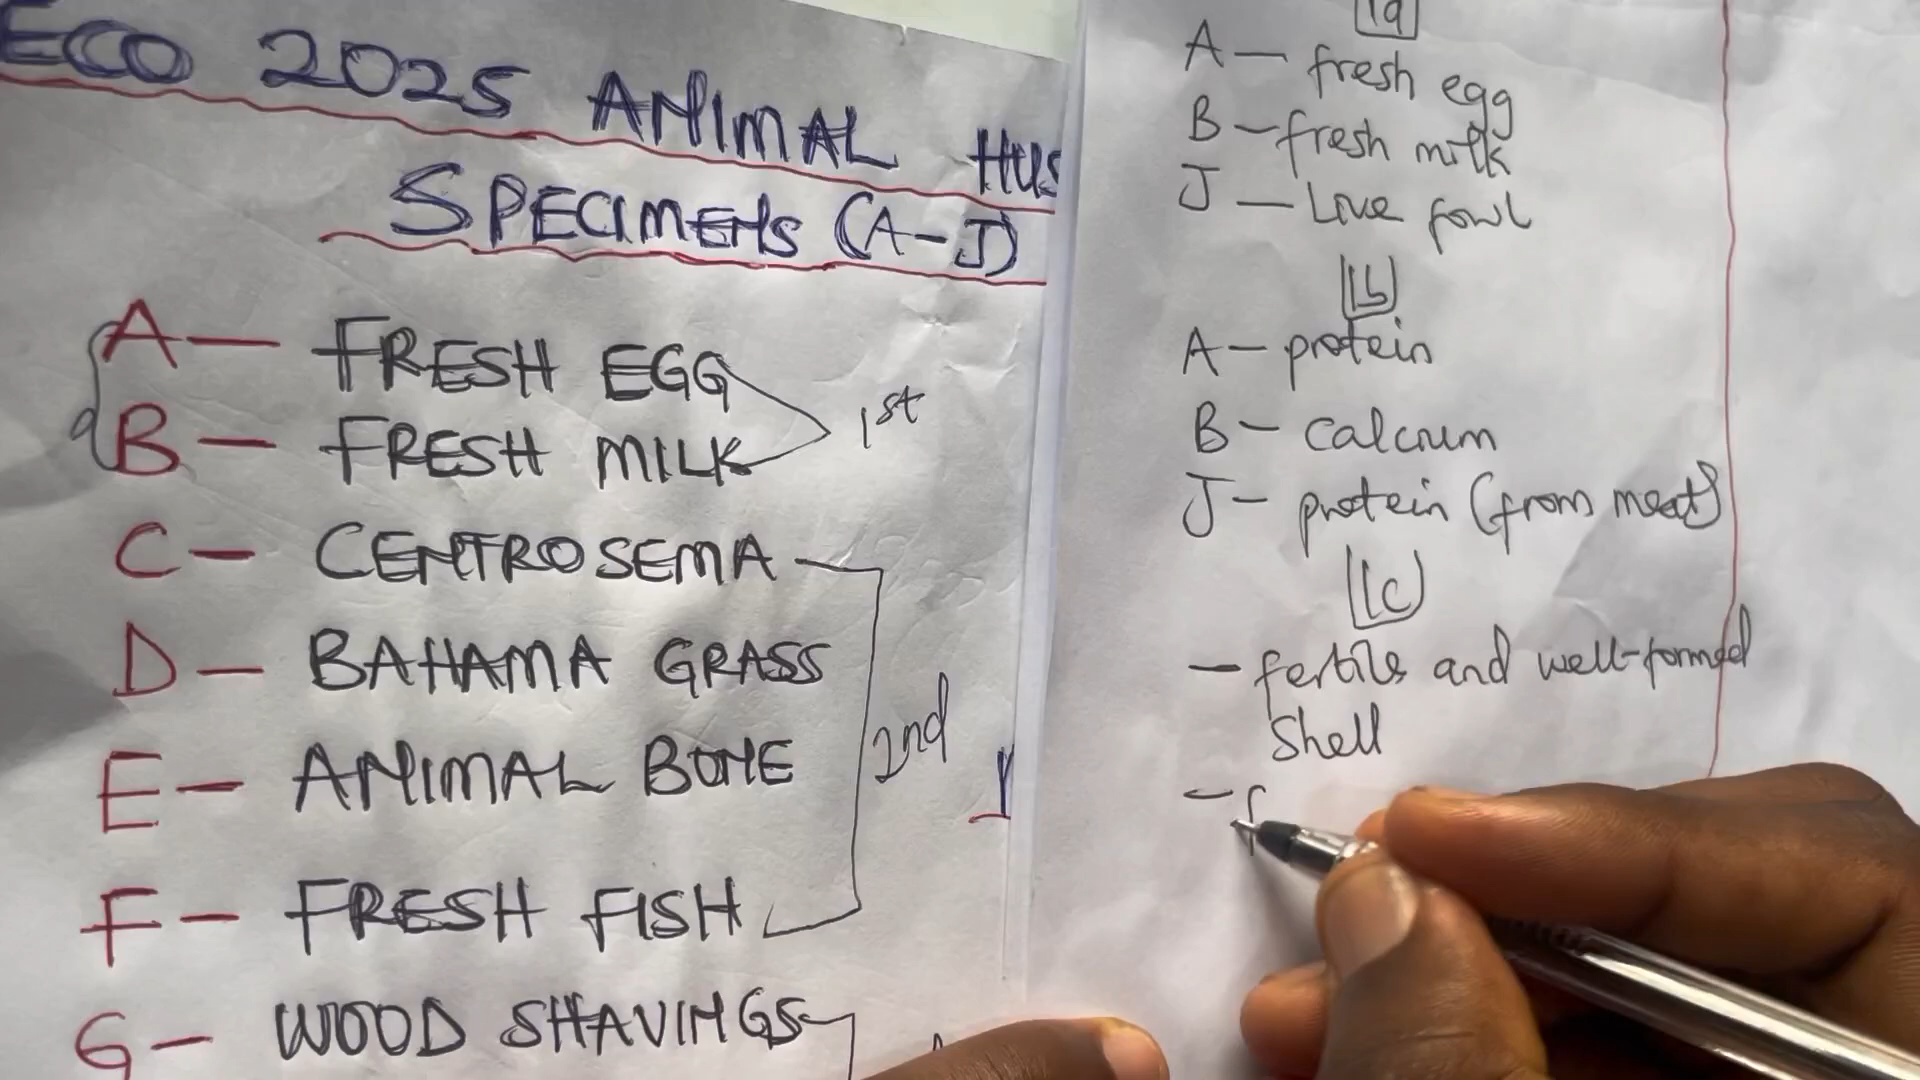 ECO 2025 ANIMAL HUS
SPECIMENS (A-J)
A — FRESH EGG
B — FRESH MILK
1st
C — CENTROSEMA
D — BAHAMA GRASS
E — ANIMAL BONE
F — FRESH FISH
2nd
G — WOOD SHAVINGS
1a
A — fresh egg
B — fresh milk
J — Live fowl
1b
A — protein
B — calcium
J — protein (from meat)
1c
— fertile and well-formed
shell
— f